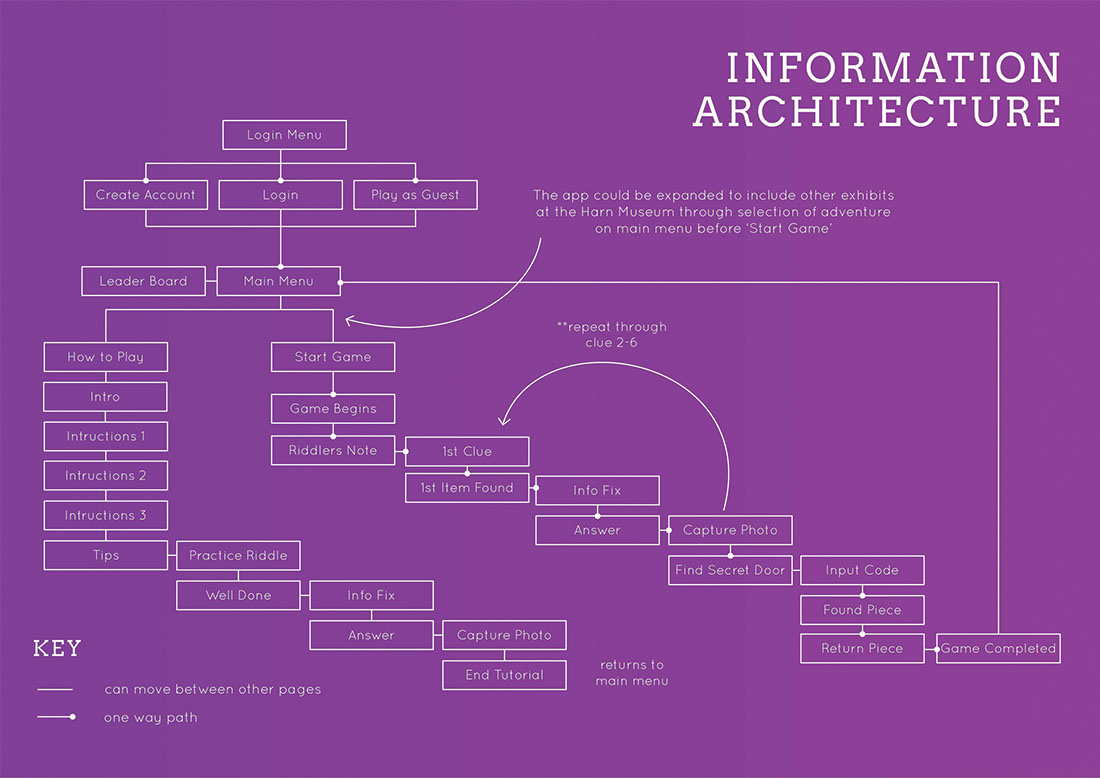 INFORMATION
ARCHITECTURE
Login Menu
Create Account
Login
Play as Guest
The app could be expanded to include other exhibits
at the Harn Museum through selection of adventure
on main menu before 'Start Game'
Leader Board
Main Menu
**repeat through
clue 2-6
How to Play
Intro
Intructions 1
Intructions 2
Intructions 3
Tips
Practice Riddle
Well Done
Info Fix
Answer
Capture Photo
End Tutorial
returns to
main menu
Start Game
Game Begins
Riddlers Note
1st Clue
1st Item Found
Info Fix
Answer
Capture Photo
Find Secret Door
Input Code
Found Piece
Return Piece
Game Completed
KEY
can move between other pages
one way path